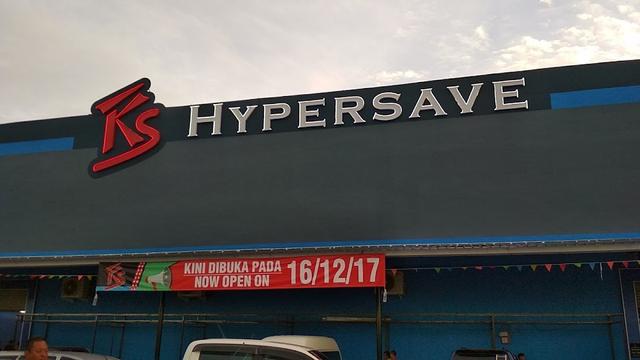 KS HYPERSAVE
KINI DIBUKA PADA
NOW OPEN ON
16/12/17